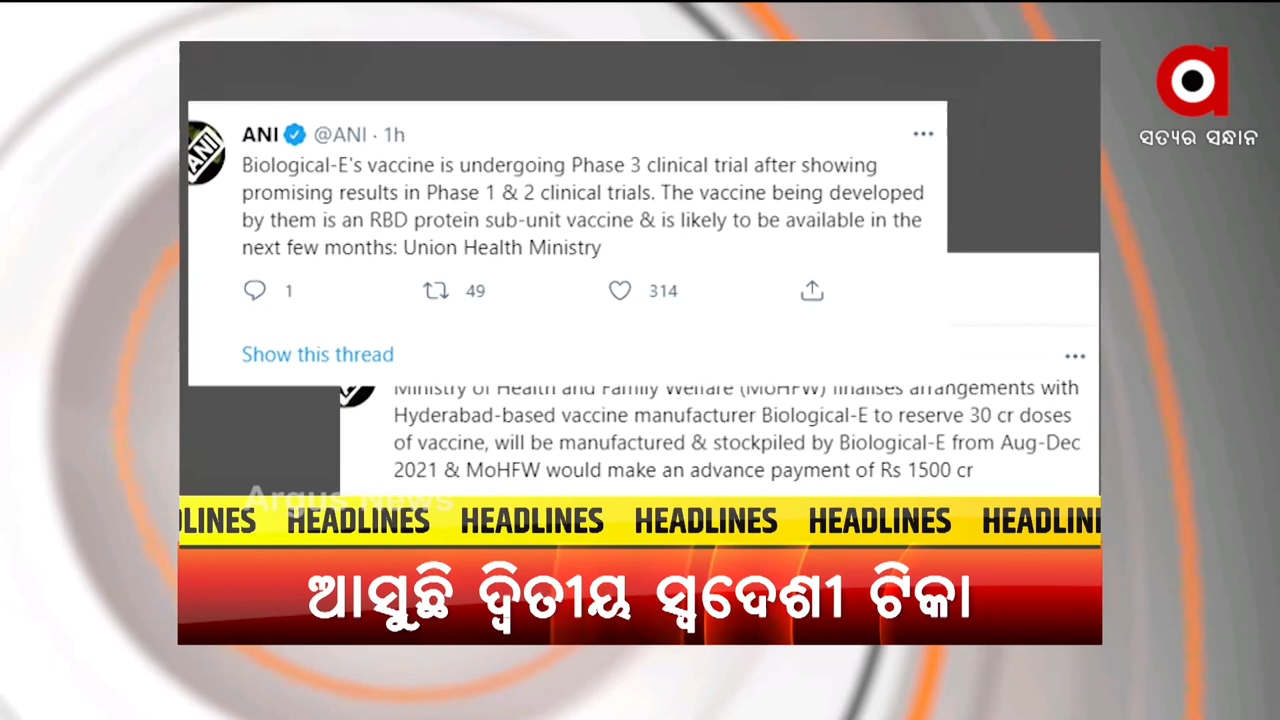 ସତ୍ୟର ସନ୍ଧାନ
ANI
ANI @ANI · 1h
Biological-E's vaccine is undergoing Phase 3 clinical trial after showing
promising results in Phase 1 & 2 clinical trials. The vaccine being developed
by them is an RBD protein sub-unit vaccine & is likely to be available in the
next few months: Union Health Ministry
1 49 314
Show this thread
Ministry of Health and Family Welfare (MoHFW) finalises arrangements with
Hyderabad-based vaccine manufacturer Biological-E to reserve 30 cr doses
of vaccine, will be manufactured & stockpiled by Biological-E from Aug-Dec
2021 & MoHFW would make an advance payment of Rs 1500 cr
Argus News
DLINES HEADLINES HEADLINES HEADLINES HEADLINES HEADLINI
ଆସୁଛି ଦ୍ୱିତୀୟ ସ୍ୱଦେଶୀ ଟିକା